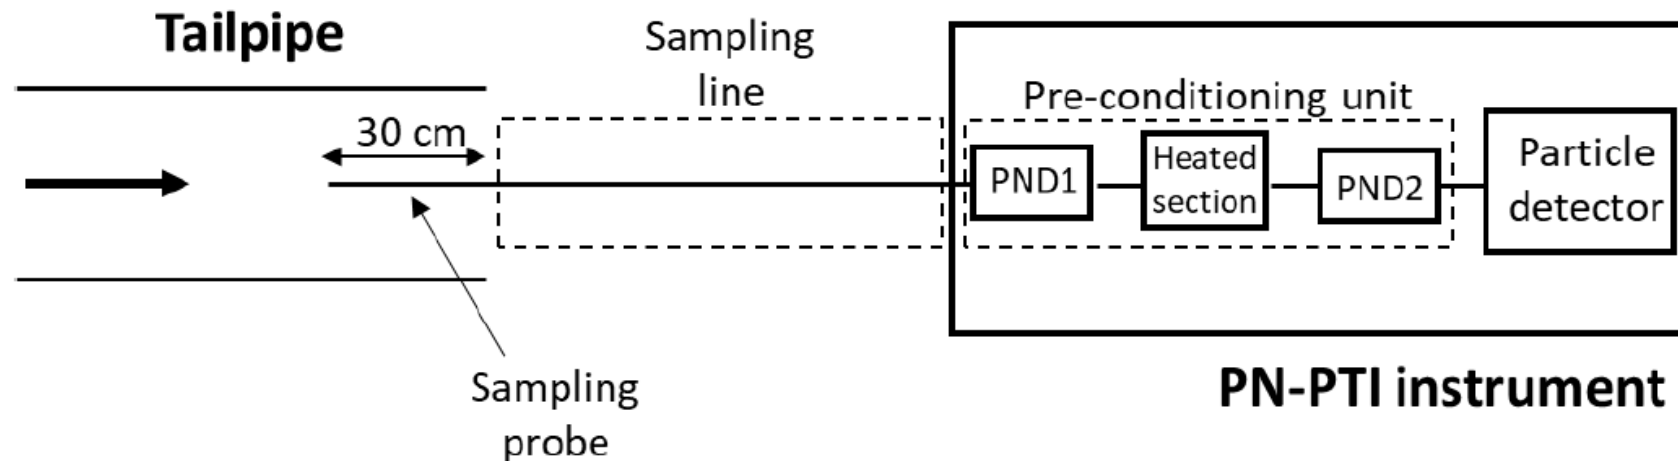 Tailpipe
Sampling
line
30 cm
Pre-conditioning unit
PND1
Heated
section
PND2
Particle
detector
Sampling
probe
PN-PTI instrument